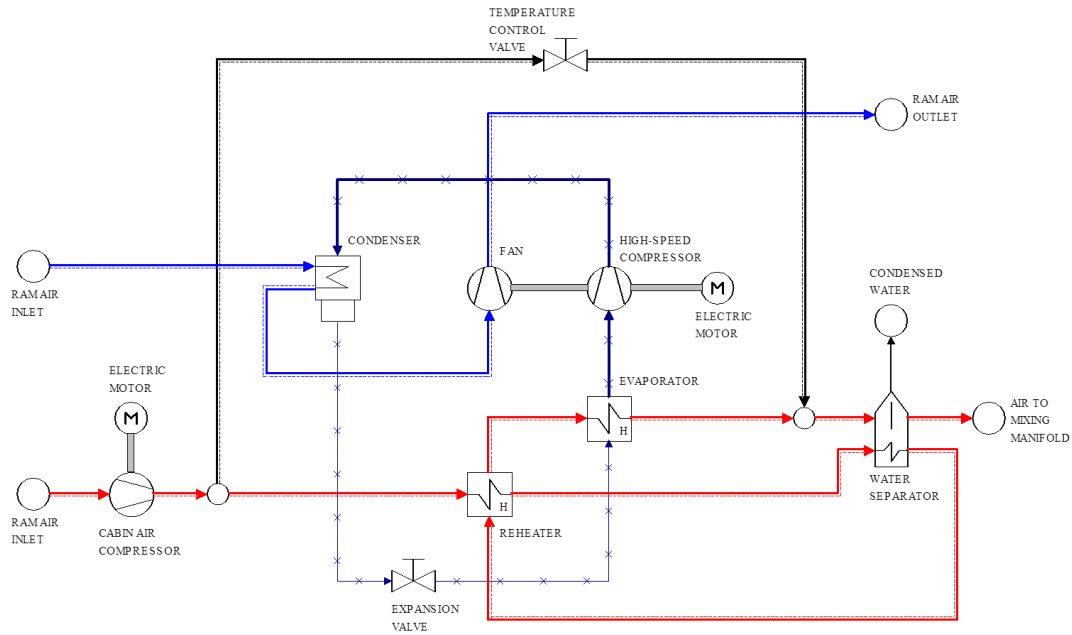 TEMPERATURE
CONTROL
VALVE
RAM AIR
OUTLET
CONDENSER
FAN
HIGH-SPEED
COMPRESSOR
CONDENSED
WATER
RAM AIR
INLET
M
ELECTRIC
MOTOR
ELECTRIC
MOTOR
M
EVAPORATOR
H
AIR TO
MIXING
MANIFOLD
RAM AIR
INLET
CABIN AIR
COMPRESSOR
H
REHEATER
WATER
SEPARATOR
EXPANSION
VALVE